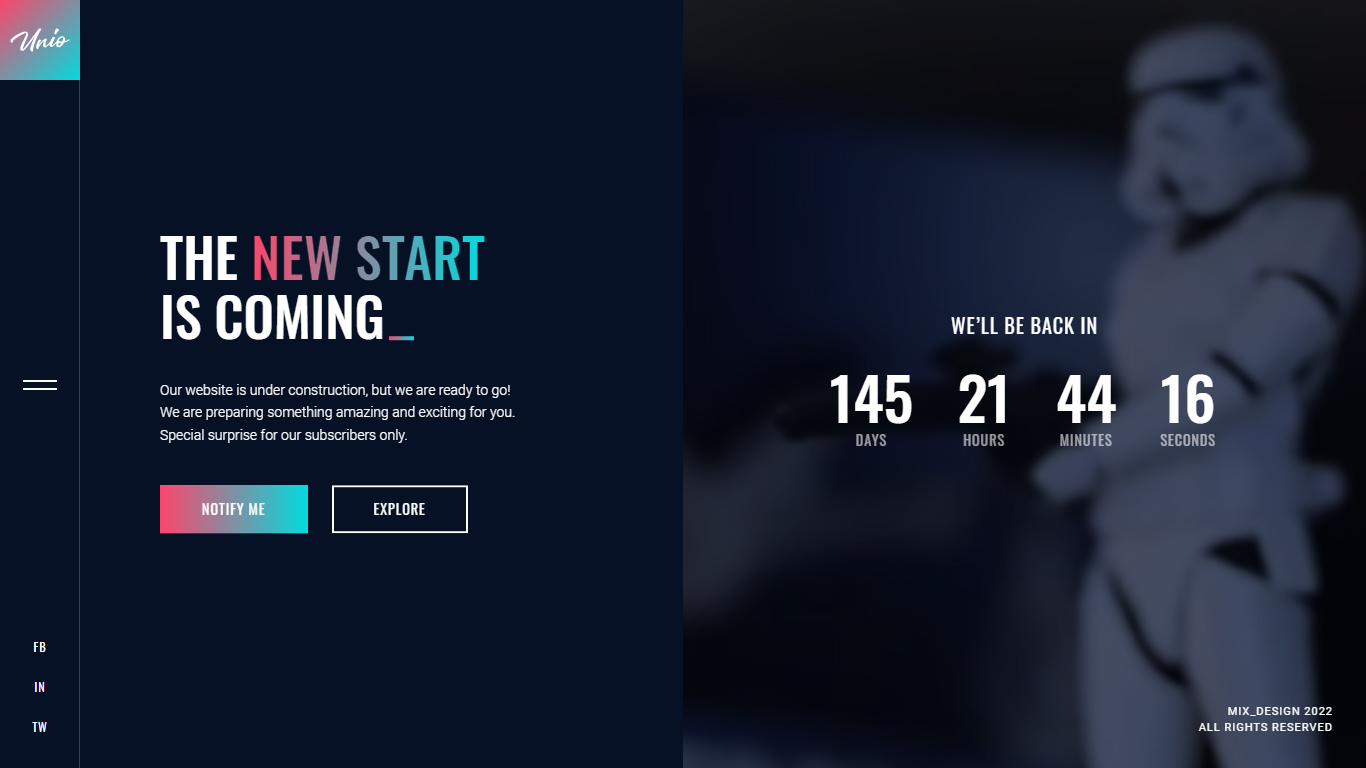 Unio
THE NEW START
IS COMING_
Our website is under construction, but we are ready to go!
We are preparing something amazing and exciting for you.
Special surprise for our subscribers only.
NOTIFY ME
EXPLORE
FB
IN
TW
WE’LL BE BACK IN
145 21 44 16
DAYS HOURS MINUTES SECONDS
MIX_DESIGN 2022
ALL RIGHTS RESERVED